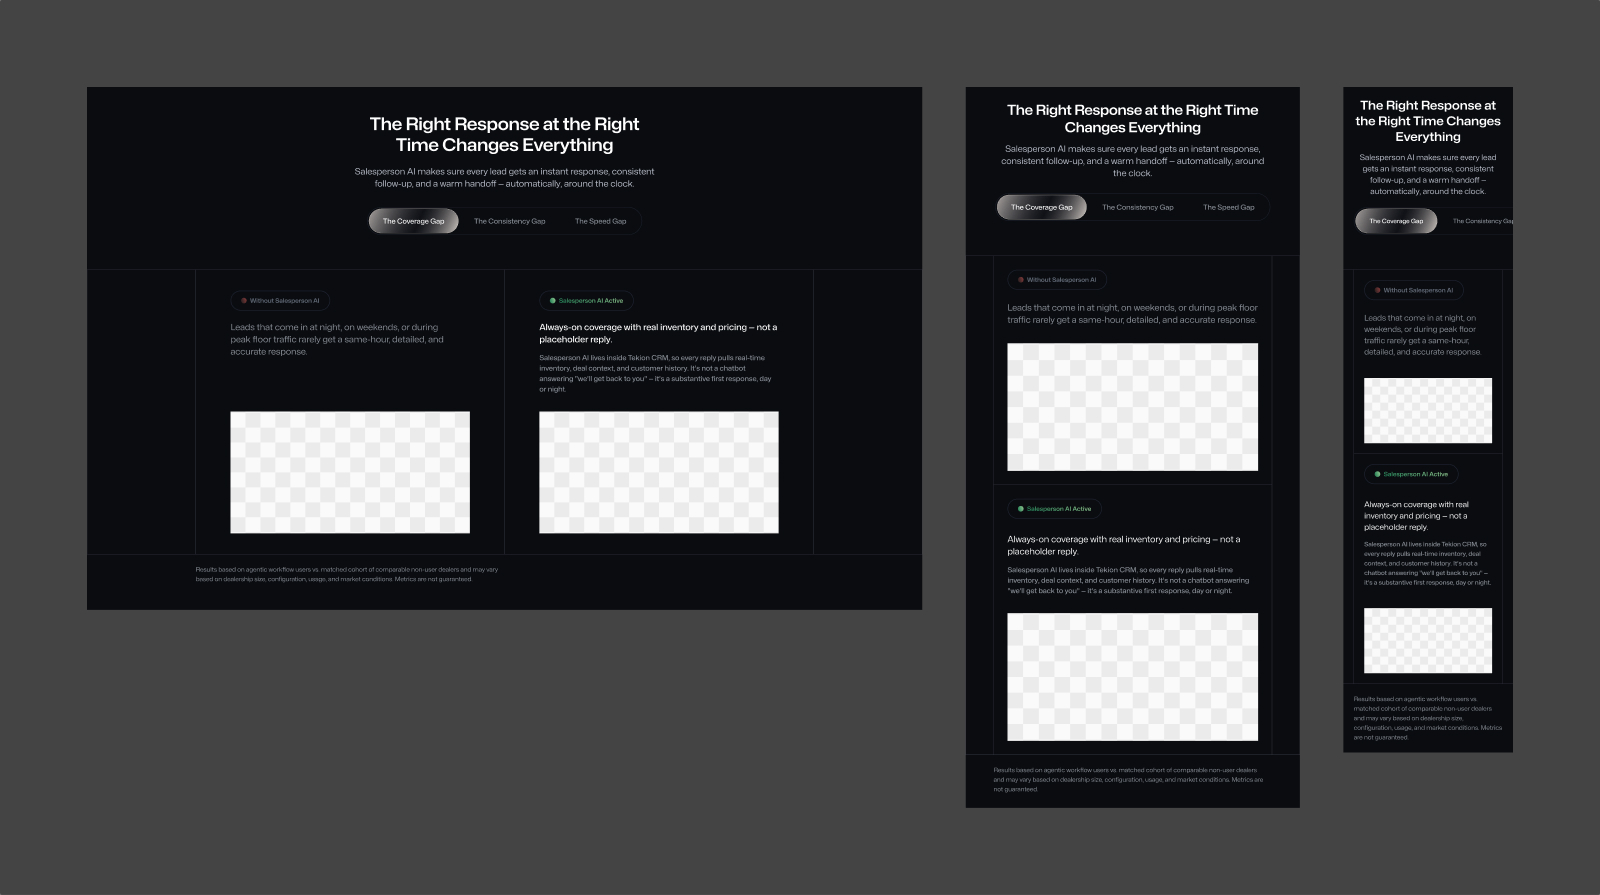 The Right Response at the Right
Time Changes Everything
Salesperson AI makes sure every lead gets an instant response, consistent
follow-up, and a warm handoff – automatically, around the clock.
The Coverage Gap
The Consistency Gap
The Speed Gap
Without Salesperson AI
Leads that come in at night, on weekends, or during
peak floor traffic rarely get a same-hour, detailed, and
accurate response.
Salesperson AI Active
Always-on coverage with real inventory and pricing – not a
placeholder reply.
Salesperson AI lives inside Tekion CRM, so every reply pulls real-time
inventory, deal context, and customer history. It's not a chatbot
answering "we'll get back to you" – it's a substantive first response, day
or night.
Results based on agentic workflow users vs. matched cohort of comparable non-user dealers and may vary
based on dealership size, configuration, usage, and market conditions. Metrics are not guaranteed.
The Right Response at the Right Time
Changes Everything
Salesperson AI makes sure every lead gets an instant response,
consistent follow-up, and a warm handoff – automatically, around
the clock.
The Coverage Gap
The Consistency Gap
The Speed Gap
Without Salesperson AI
Leads that come in at night, on weekends, or during peak floor
traffic rarely get a same-hour, detailed, and accurate response.
Salesperson AI Active
Always-on coverage with real inventory and pricing – not a
placeholder reply.
Salesperson AI lives inside Tekion CRM, so every reply pulls real-time
inventory, deal context, and customer history. It's not a chatbot answering
"we'll get back to you" – it's a substantive first response, day or night.
Results based on agentic workflow users vs. matched cohort of comparable non-user dealers
and may vary based on dealership size, configuration, usage, and market conditions. Metrics are
not guaranteed.
The Right Response at
the Right Time Changes
Everything
Salesperson AI makes sure every lead
gets an instant response, consistent
follow-up, and a warm handoff –
automatically, around the clock.
The Coverage Gap
The Consistency Gap
Without Salesperson AI
Leads that come in at night, on
weekends, or during peak floor
traffic rarely get a same-hour,
detailed, and accurate response.
Salesperson AI Active
Always-on coverage with real
inventory and pricing – not a
placeholder reply.
Salesperson AI lives inside Tekion CRM, so
every reply pulls real-time inventory, deal
context, and customer history. It's not a
chatbot answering "we'll get back to you" –
it's a substantive first response, day or night.
Results based on agentic workflow users vs.
matched cohort of comparable non-user dealers
and may vary based on dealership size,
configuration, usage, and market conditions. Metrics
are not guaranteed.